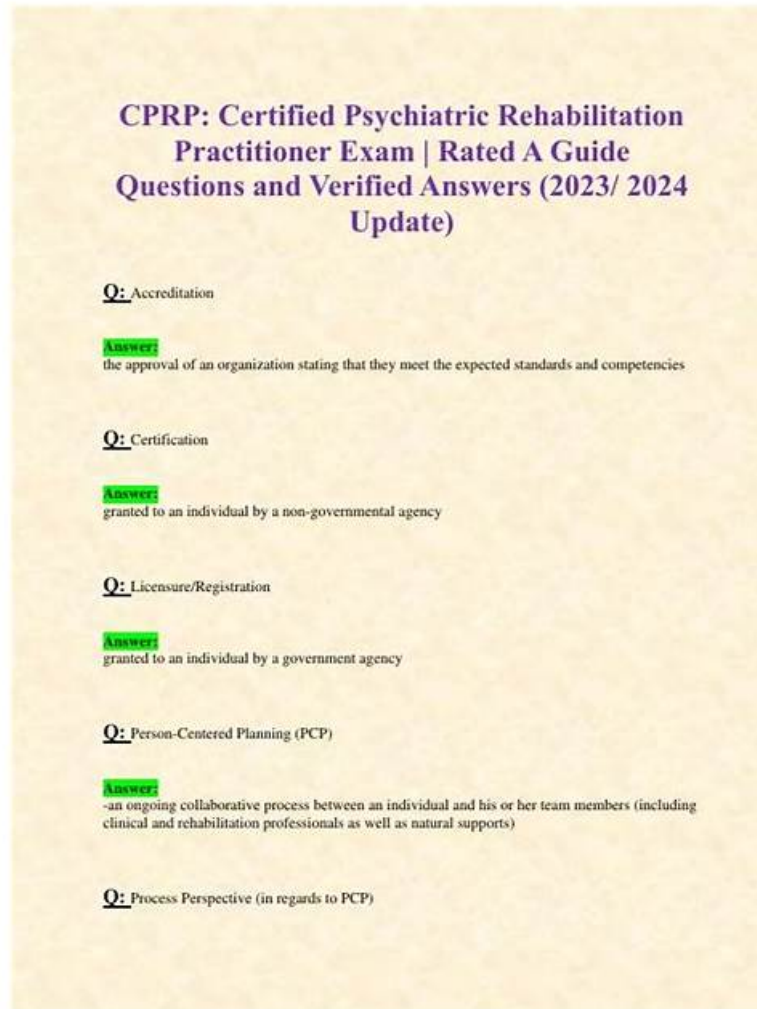 CPRP: Certified Psychiatric Rehabilitation
Practitioner Exam | Rated A Guide
Questions and Verified Answers (2023/ 2024
Update)
Q: Accreditation
Answer:
the approval of an organization stating that they meet the expected standards and competencies
Q: Certification
Answer:
granted to an individual by a non-governmental agency
Q: Licensure/Registration
Answer:
granted to an individual by a government agency
Q: Person-Centered Planning (PCP)
Answer:
-an ongoing collaborative process between an individual and his or her team members (including
clinical and rehabilitation professionals as well as natural supports)
Q: Process Perspective (in regards to PCP)